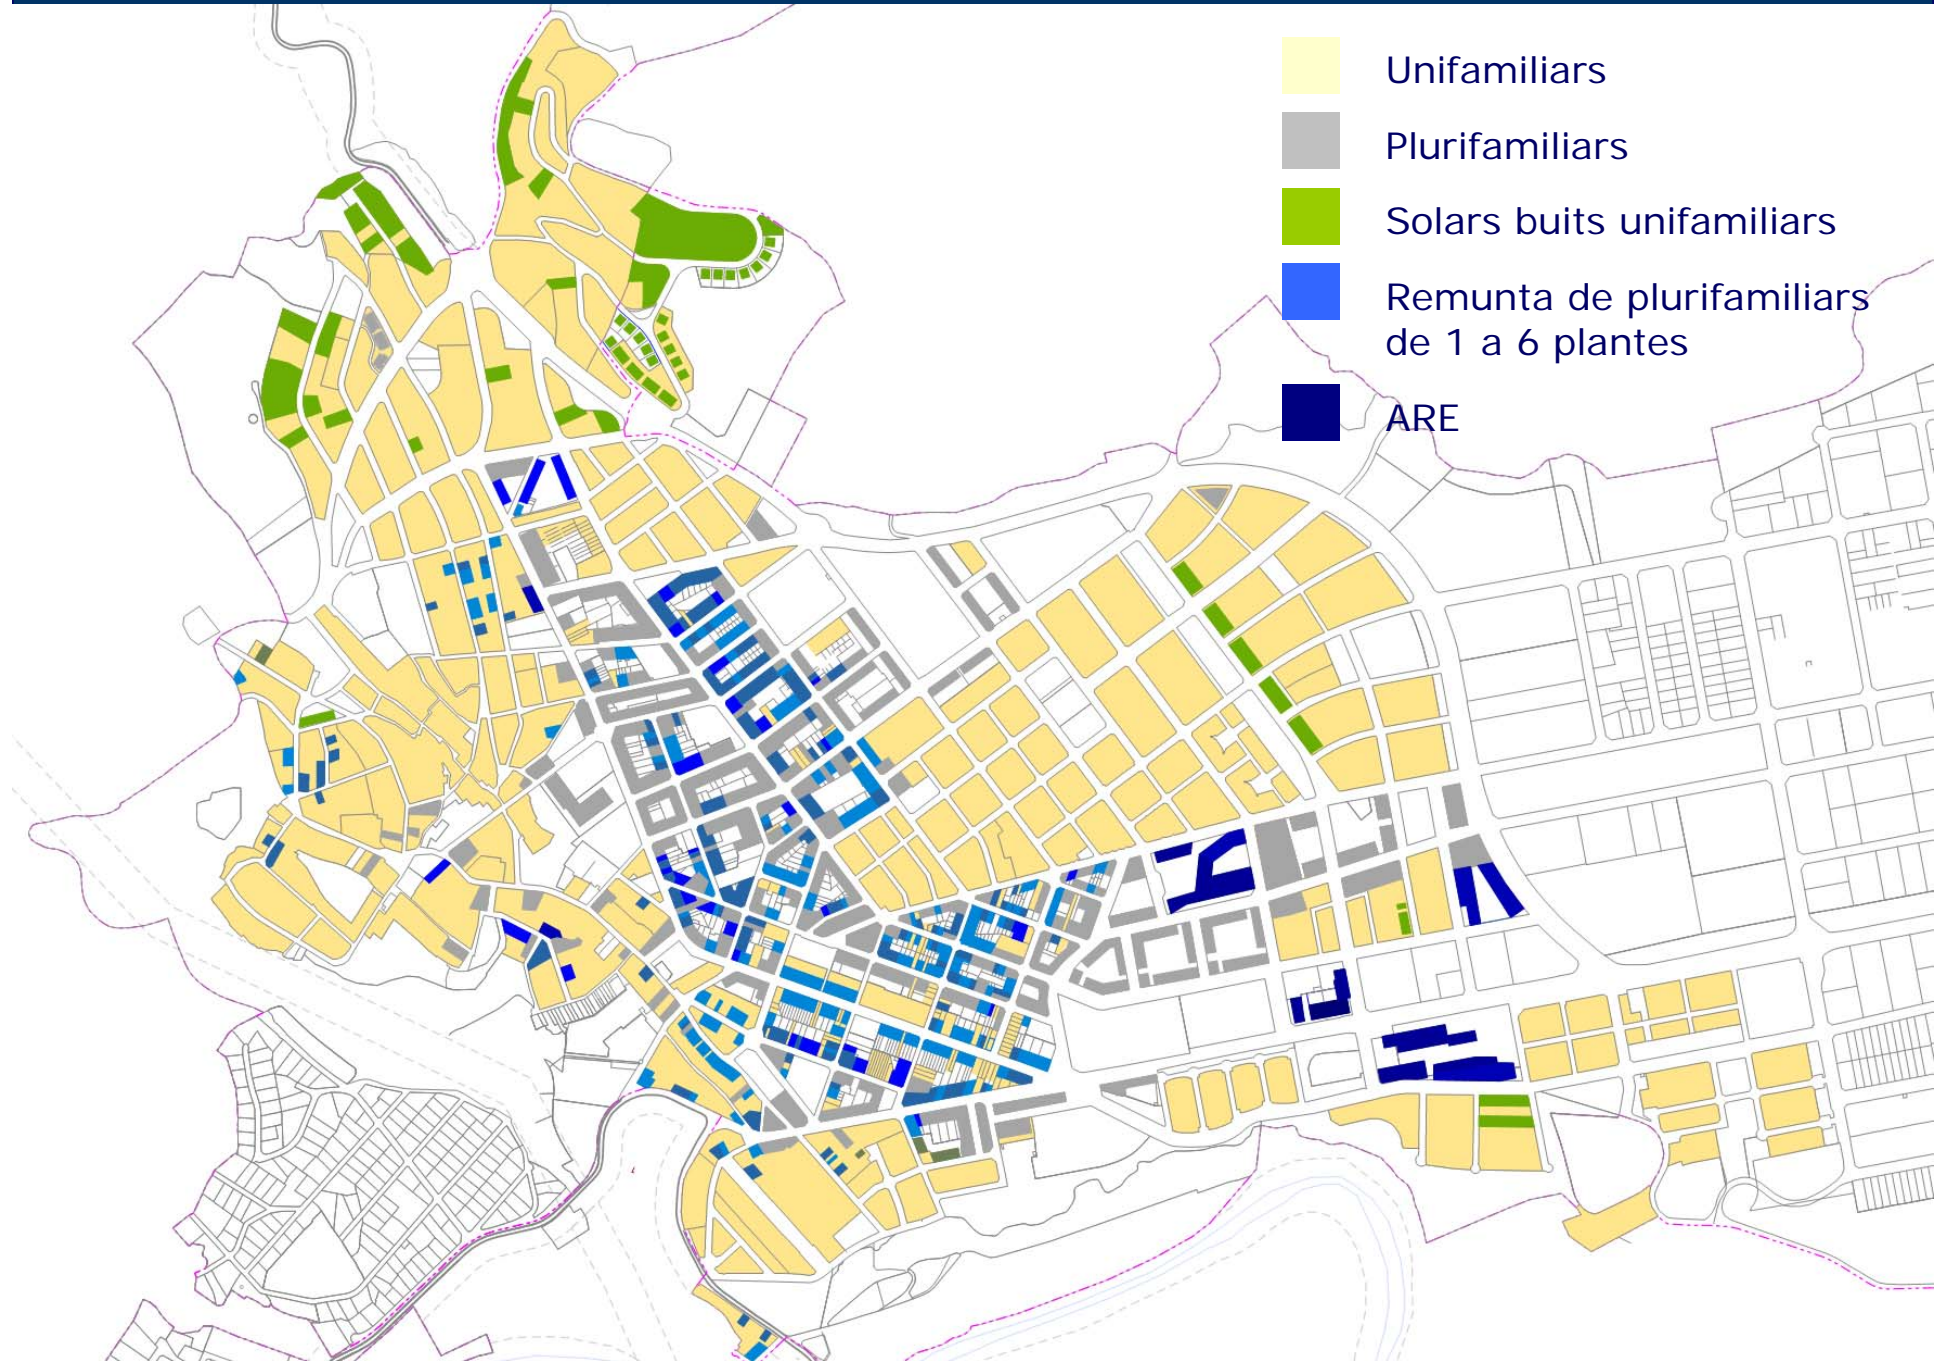 Unifamiliars
Plurifamiliars
Solars buits unifamiliars
Remunta de plurifamiliars
de 1 a 6 plantes
ARE